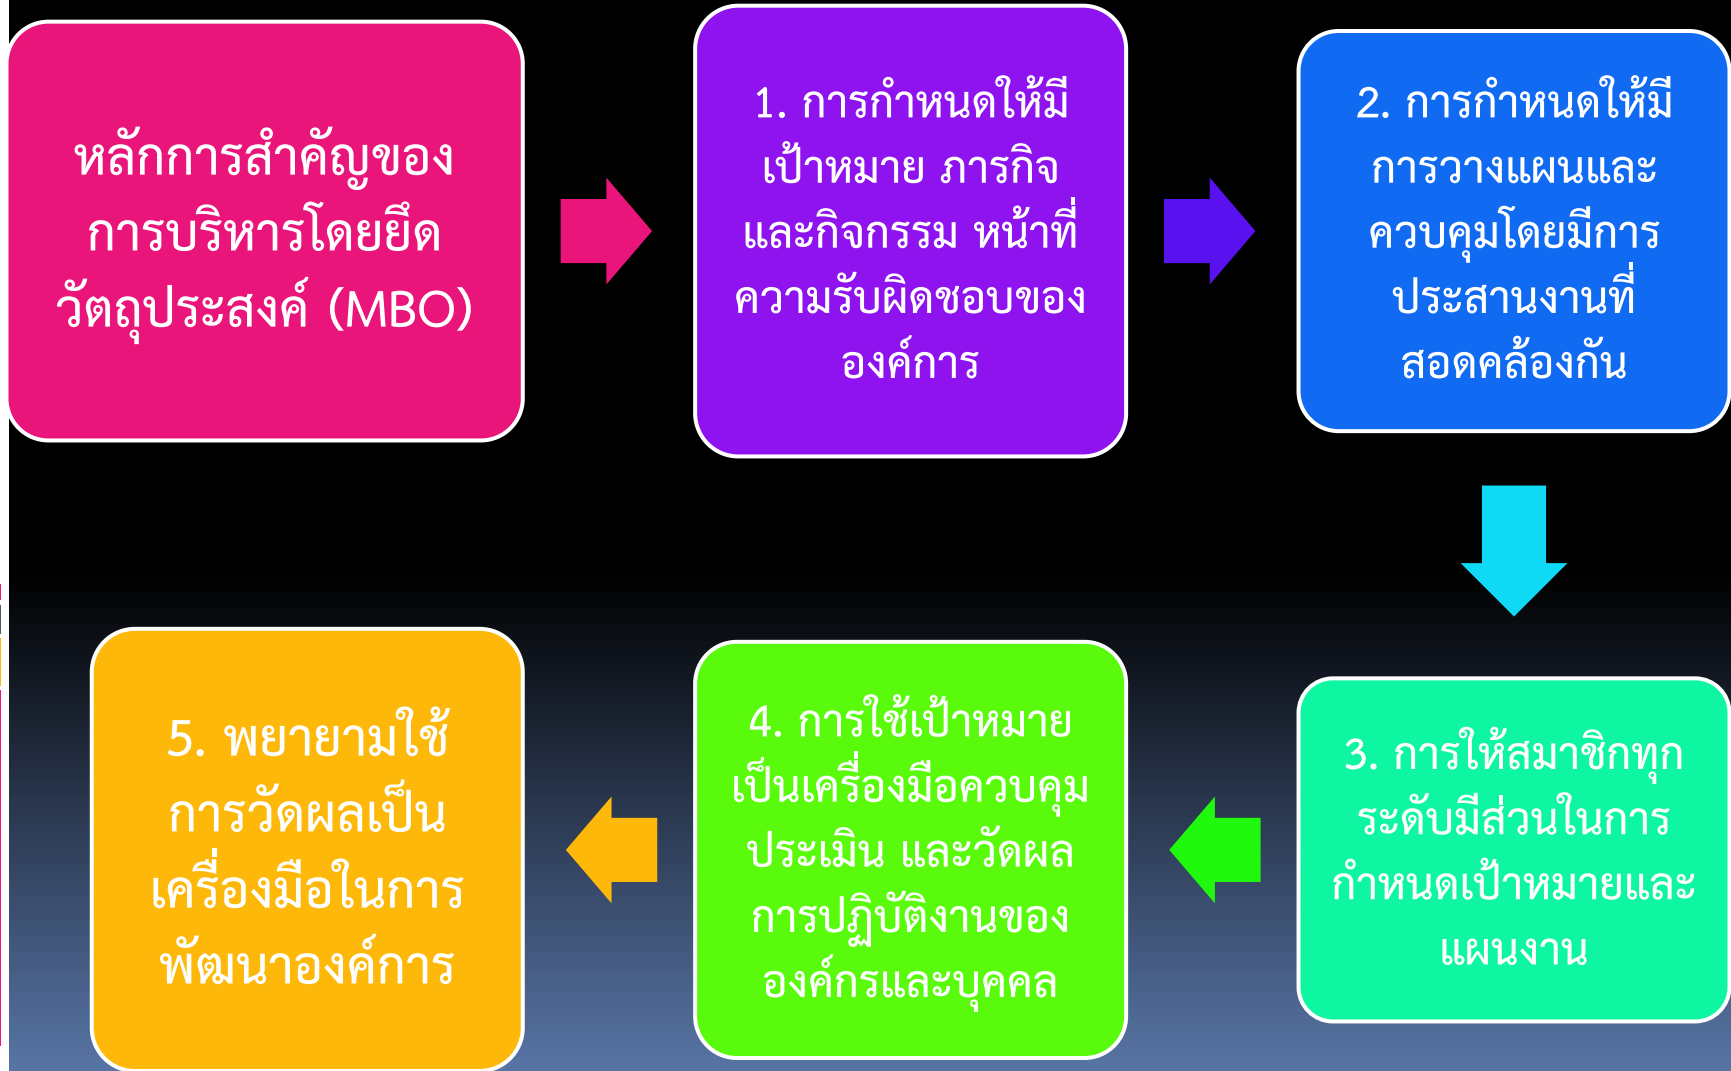 หลักการสำคัญของ
การบริหารโดยยึด
วัตถุประสงค์ (MBO)
1. การกำหนดให้มี
เป้าหมาย ภารกิจ
และกิจกรรม หน้าที่
ความรับผิดชอบของ
องค์การ
2. การกำหนดให้มี
การวางแผนและ
ควบคุมโดยมีการ
ประสานงานที่
สอดคล้องกัน
3. การให้สมาชิกทุก
ระดับมีส่วนในการ
กำหนดเป้าหมายและ
แผนงาน
4. การใช้เป้าหมาย
เป็นเครื่องมือควบคุม
ประเมิน และวัดผล
การปฏิบัติงานของ
องค์กรและบุคคล
5. พยายามใช้
การวัดผลเป็น
เครื่องมือในการ
พัฒนาองค์การ